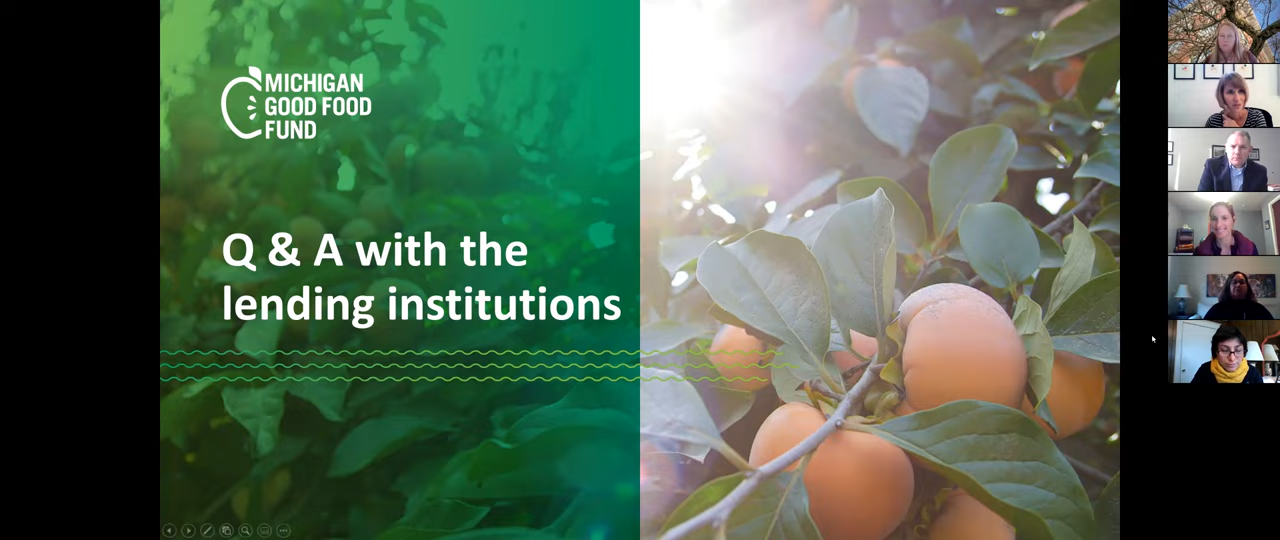 MICHIGAN
GOOD FOOD
FUND
Q & A with the
lending institutions